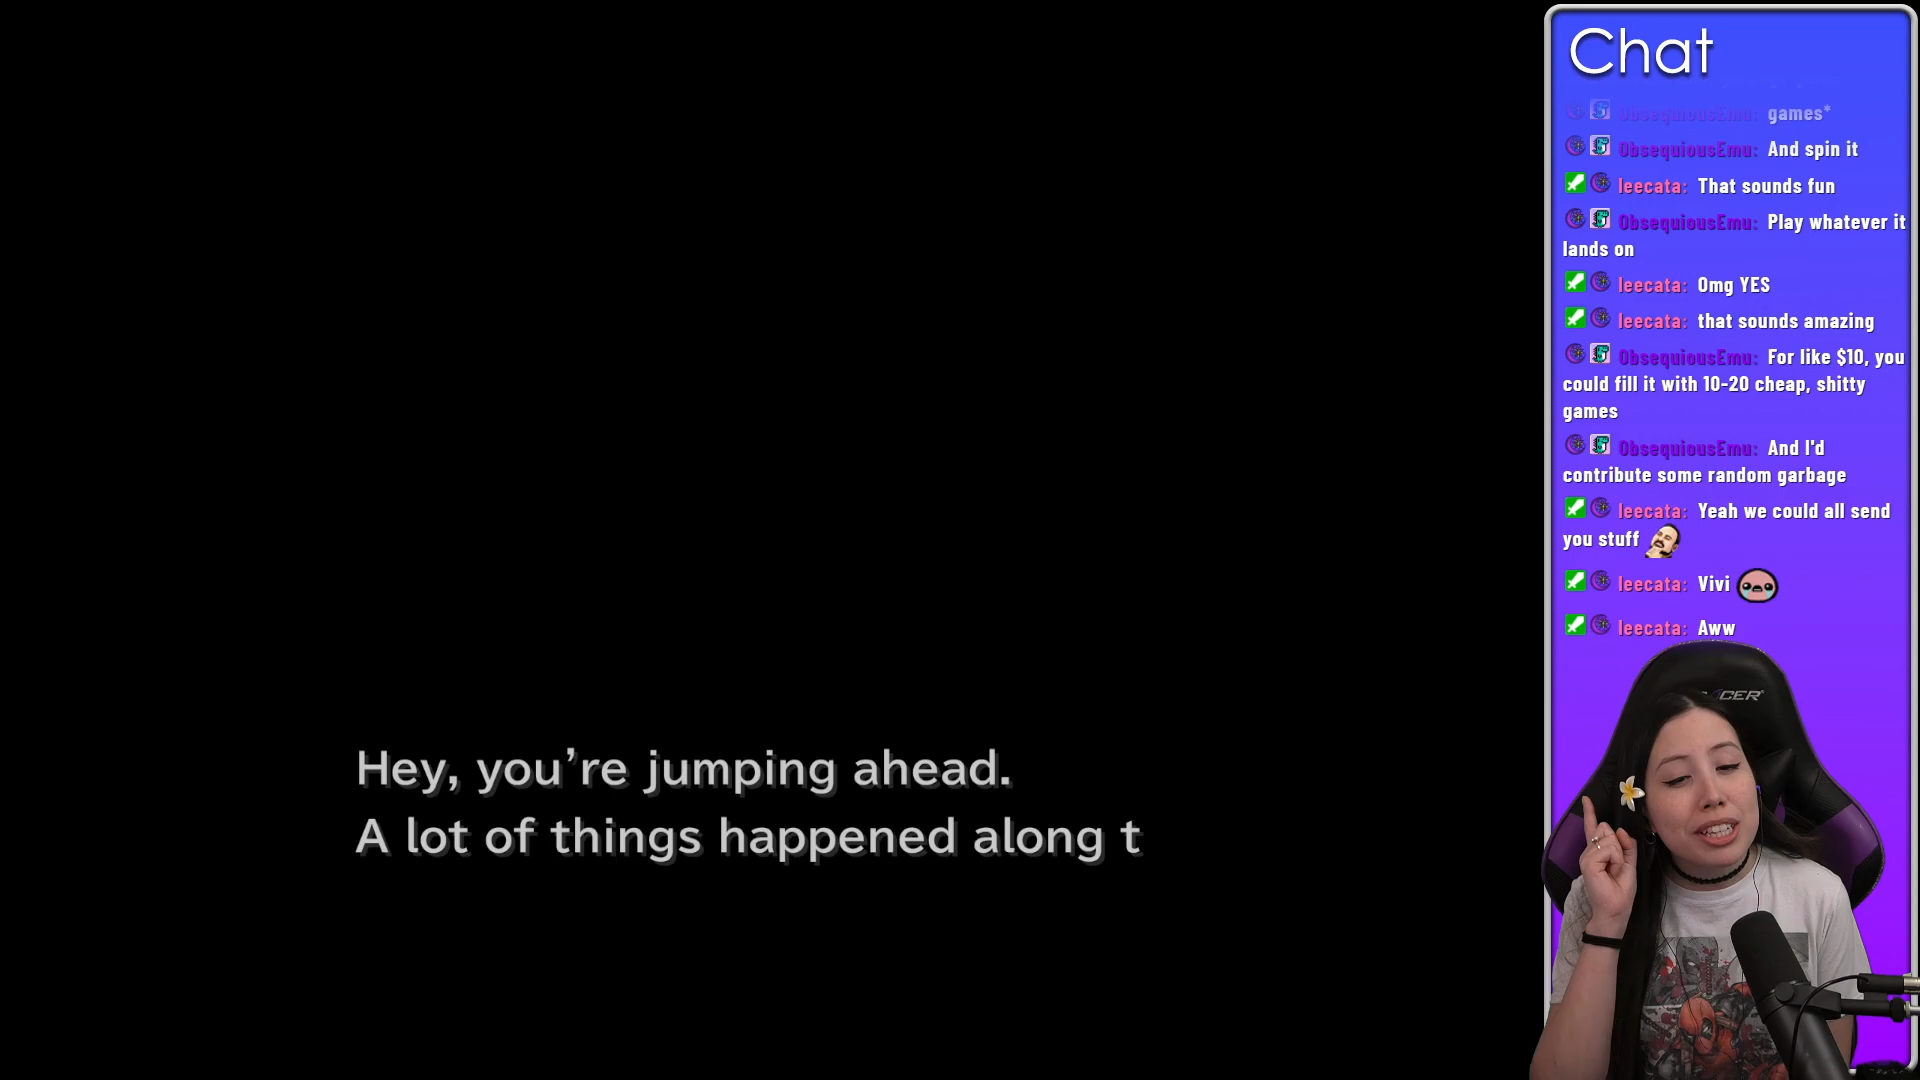 Chat
ObsequiousEmu: games*
ObsequiousEmu: And spin it
leecata: That sounds fun
ObsequiousEmu: Play whatever it
lands on
leecata: Omg YES
leecata: that sounds amazing
ObsequiousEmu: For like $10, you
could fill it with 10-20 cheap, shitty
games
ObsequiousEmu: And I'd
contribute some random garbage
leecata: Yeah we could all send
you stuff
leecata: Vivi
leecata: Aww
Hey, you’re jumping ahead.
A lot of things happened along t